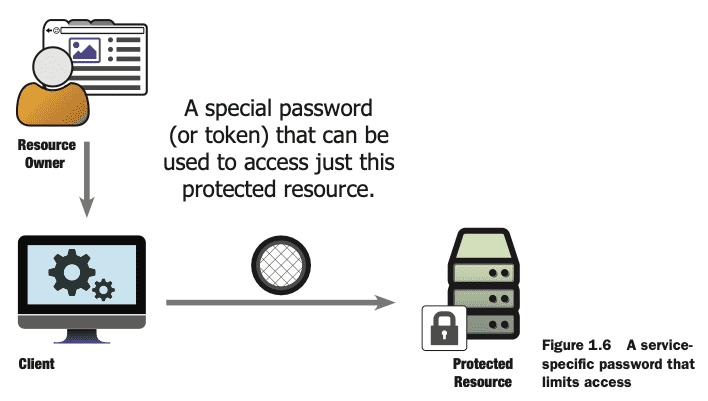 A special password
(or token) that can be
used to access just this
protected resource.
Resource
Owner
Client
Protected
Resource
Figure 1.6 A service-
specific password that
limits access